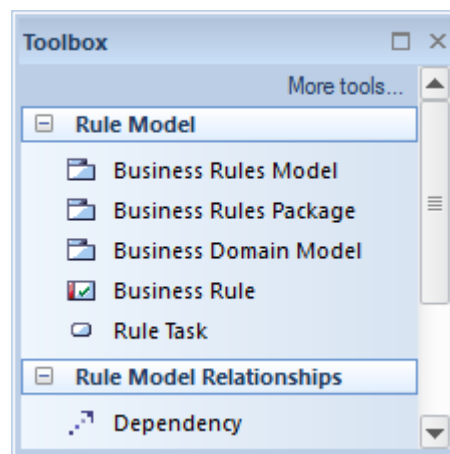 Toolbox
More tools...
Rule Model
Business Rules Model
Business Rules Package
Business Domain Model
Business Rule
Rule Task
Rule Model Relationships
Dependency